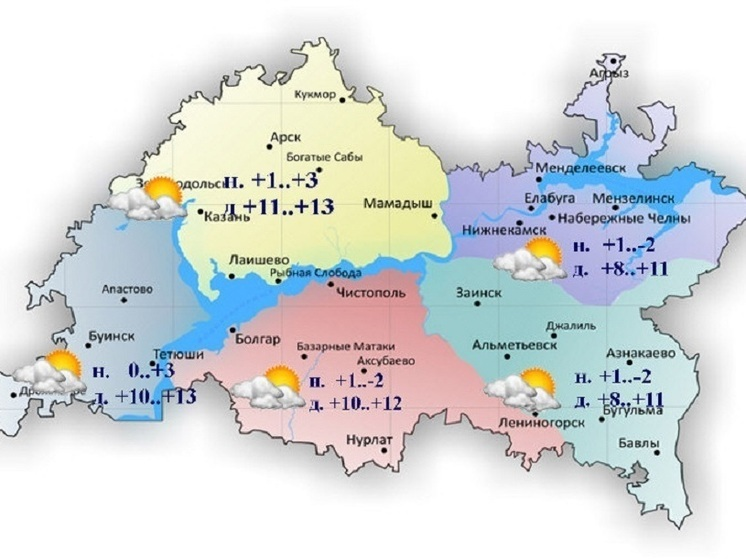 Агрыз
Кукмор
Арск
Богатые Сабы
Менделеевск
н. +1..+3
Мамадыш
Елабуга
Мензелинск
д +11..+13
Казань
Набережные Челны
Нижнекамск
н. +1..-2
д. +8..+11
Лаишево
Рыбная Слобода
Апастово
Чистополь
Заинск
Буинск
Болгар
Джалиль
Базарные Матаки
Альметьевск
Тетюши
Аксубаево
Азнакаево
н. 0..+3
д. +10..+13
н. +1..-2
д. +10..+12
н. +1..-2
д. +8..+11
Бугульма
Лениногорск
Нурлат
Бавлы